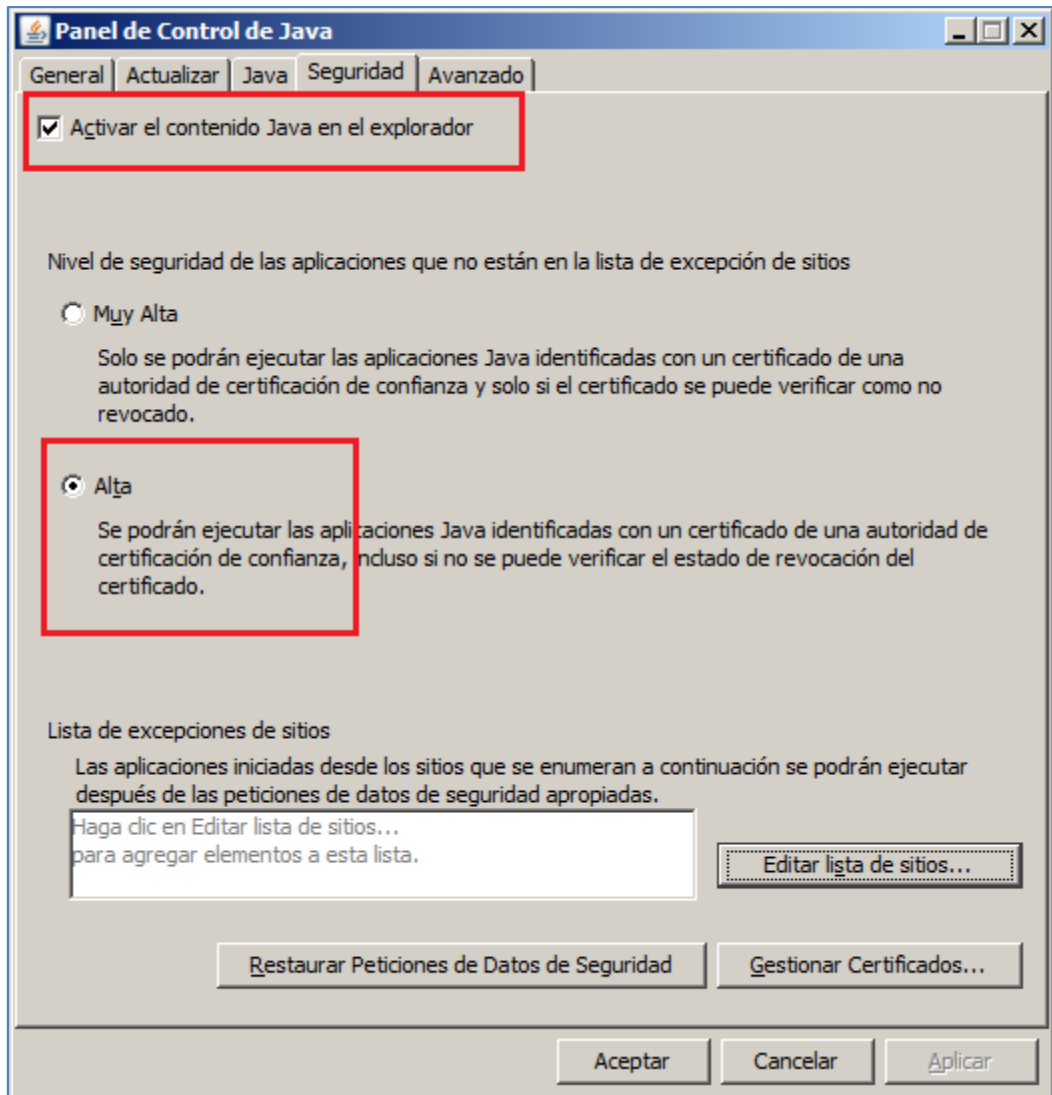 Panel de Control de Java
General Actualizar Java Seguridad Avanzado
Activar el contenido Java en el explorador
Nivel de seguridad de las aplicaciones que no están en la lista de excepción de sitios
Muy Alta
Solo se podrán ejecutar las aplicaciones Java identificadas con un certificado de una
autoridad de certificación de confianza y solo si el certificado se puede verificar como no
revocado.
Alta
Se podrán ejecutar las aplicaciones Java identificadas con un certificado de una autoridad de
certificación de confianza, incluso si no se puede verificar el estado de revocación del
certificado.
Lista de excepciones de sitios
Las aplicaciones iniciadas desde los sitios que se enumeran a continuación se podrán ejecutar
después de las peticiones de datos de seguridad apropiadas.
Haga clic en Editar lista de sitios...
para agregar elementos a esta lista.
Editar lista de sitios...
Restaurar Peticiones de Datos de Seguridad Gestionar Certificados...
Aceptar Cancelar Aplicar